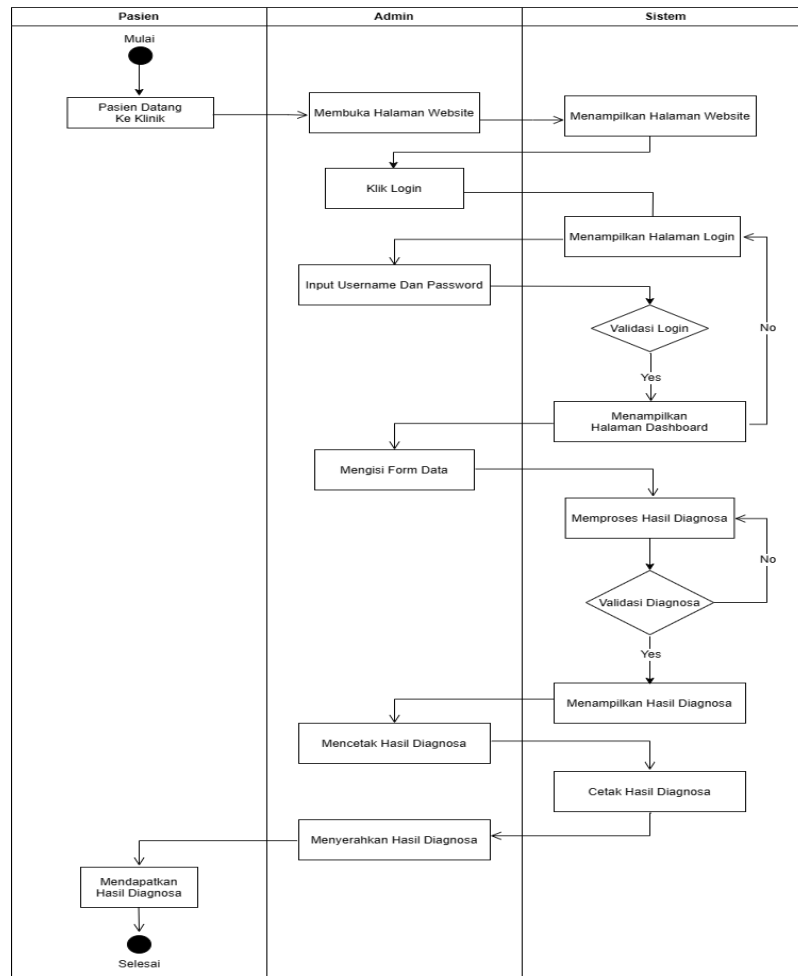 Pasien
Admin
Sistem
Mulai
Pasien Datang
Ke Klinik
Membuka Halaman Website
Menampilkan Halaman Website
Klik Login
Menampilkan Halaman Login
Input Username Dan Password
Validasi Login
No
Yes
Menampilkan
Halaman Dashboard
Mengisi Form Data
Memproses Hasil Diagnosa
No
Validasi Diagnosa
Yes
Menampilkan Hasil Diagnosa
Mencetak Hasil Diagnosa
Cetak Hasil Diagnosa
Menyerahkan Hasil Diagnosa
Mendapatkan
Hasil Diagnosa
Selesai